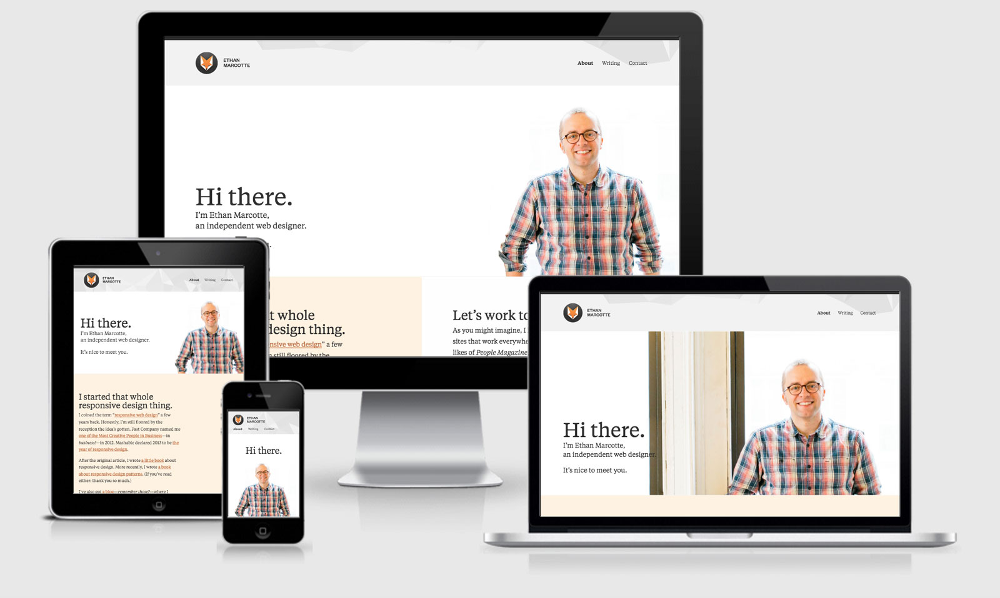 ETHAN
MARCOTTE
About Writing Contact
Hi there.
I’m Ethan Marcotte,
an independent web designer.
t whole
design thing.
nsive web design” a few
still floored by the
Let’s work to
As you might imagine, I
sites that work everywhe
likes of People Magazine
ETHAN
MARCOTTE
About Writing Contact
Hi there.
I’m Ethan Marcotte,
an independent web designer.
It’s nice to meet you.
I started that whole
responsive design thing.
I coined the term “responsive web design” a few
years back. Honestly, I’m still floored by the
reception the idea’s gotten. Fast Company named me
one of the Most Creative People in Business—in
business!—in 2012. Mashable declared 2013 to be the
year of responsive design.
After the original article, I wrote a little book about
responsive design. More recently, I wrote a book
about responsive design patterns. (If you’ve read
either: thank you so much.)
I’ve also got a blog—remember those?—where I
ETHAN
MARCOTTE
About Writing Contact
Hi there.
ETHAN
MARCOTTE
About Writing Contact
Hi there.
I’m Ethan Marcotte,
an independent web designer.
It’s nice to meet you.